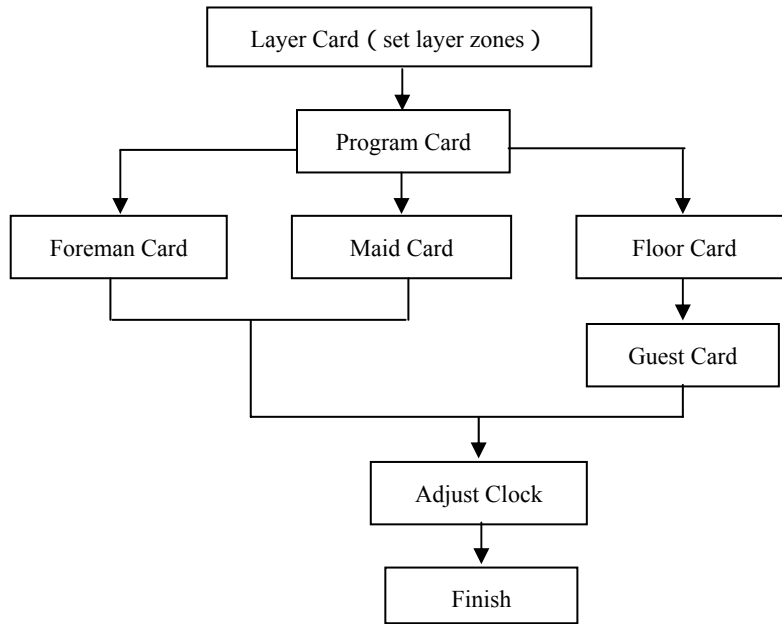 Layer Card ( set layer zones )
Program Card
Foreman Card
Maid Card
Floor Card
Guest Card
Adjust Clock
Finish